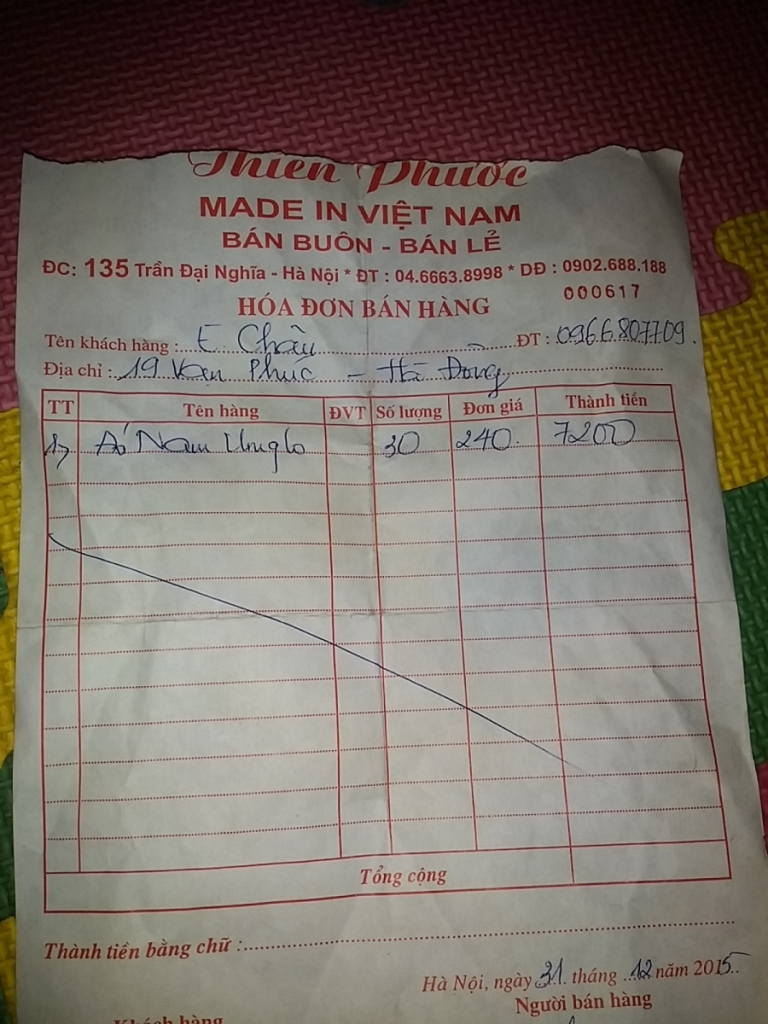 Thiên Phước
MADE IN VIỆT NAM
BÁN BUÔN - BÁN LẺ
ĐC: 135 Trần Đại Nghĩa - Hà Nội * ĐT : 04.6663.8998 * DĐ : 0902.688.188
HÓA ĐƠN BÁN HÀNG 000617
Tên khách hàng : E Châu ĐT : 0966.807709.
Địa chỉ : 19 Vạn Phúc - Hà Đông
TT Tên hàng ĐVT Số lượng Đơn giá Thành tiền
1, Áo Nam Uniqlo 30 240. 7200
Tổng cộng
Thành tiền bằng chữ :
Hà Nội, ngày 31 tháng 12 năm 2015
Người bán hàng
Khách hàng